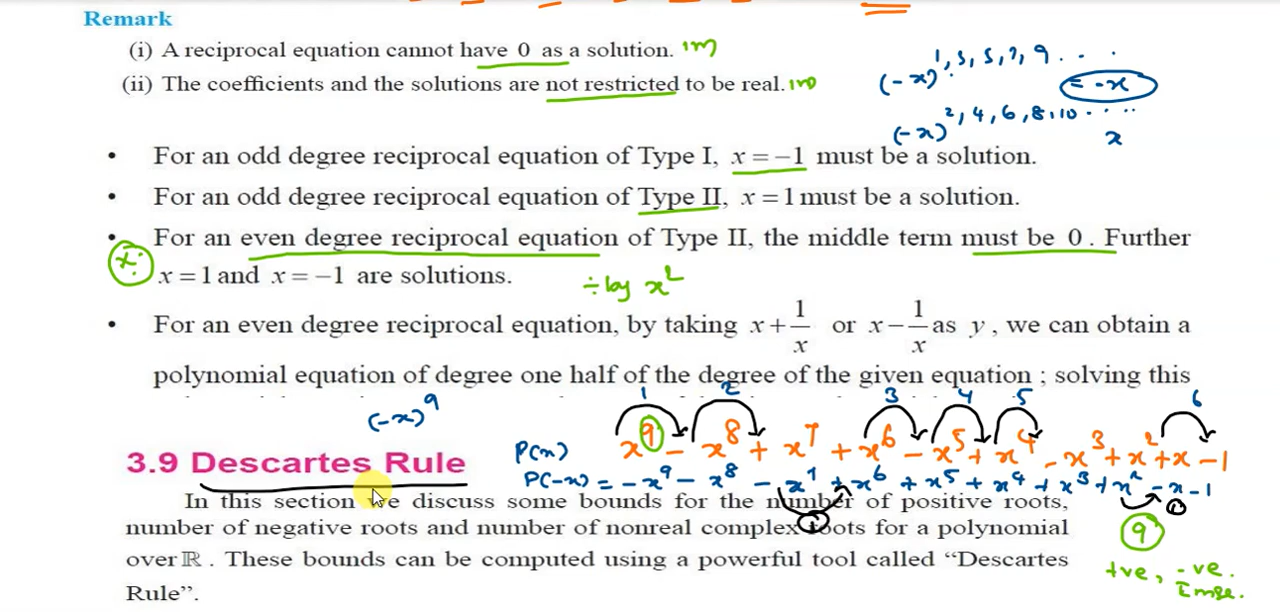 Remark
(i) A reciprocal equation cannot have 0 as a solution. 1m
(-x)^1, 3, 5, 7, 9 . . . = -x
(ii) The coefficients and the solutions are not restricted to be real. 1m
(-x)^2, 4, 6, 8, 10 . . . . x
• For an odd degree reciprocal equation of Type I, x = −1 must be a solution.
• For an odd degree reciprocal equation of Type II, x = 1 must be a solution.
• For an even degree reciprocal equation of Type II, the middle term must be 0. Further
x = 1 and x = −1 are solutions.
÷ by x^2
• For an even degree reciprocal equation, by taking x + 1/x or x − 1/x as y, we can obtain a
polynomial equation of degree one half of the degree of the given equation ; solving this
(-x)^9
1 2 3 4 5 6
P(x) x^9 - x^8 + x^7 + x^6 - x^5 + x^4 - x^3 + x^2 + x - 1
3.9 Descartes Rule
P(-x) = -x^9 - x^8 - x^7 + x^6 + x^5 + x^4 + x^3 + x^2 - x - 1
In this section we discuss some bounds for the number of positive roots,
number of negative roots and number of nonreal complex roots for a polynomial
9
over ℝ. These bounds can be computed using a powerful tool called “Descartes
+ve, -ve.
Rule”.